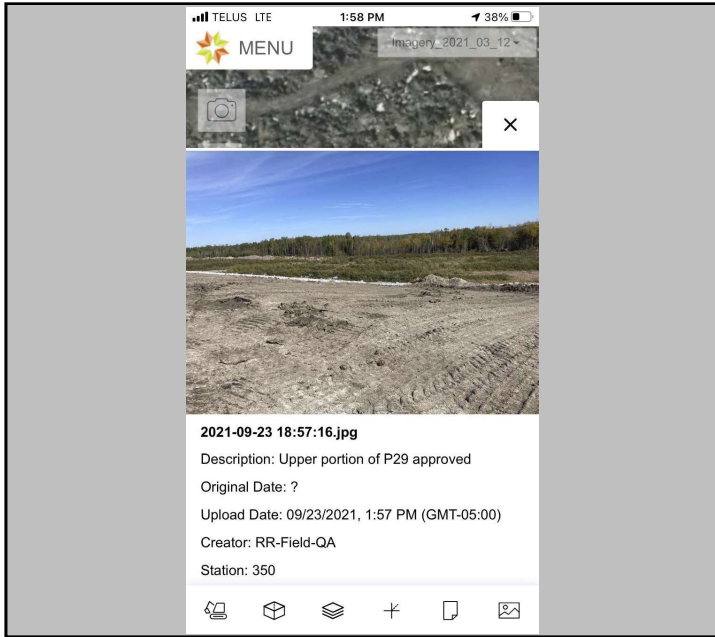 TELUS LTE 1:58 PM 38%
MENU Imagery_2021_03_12
2021-09-23 18:57:16.jpg
Description: Upper portion of P29 approved
Original Date: ?
Upload Date: 09/23/2021, 1:57 PM (GMT-05:00)
Creator: RR-Field-QA
Station: 350